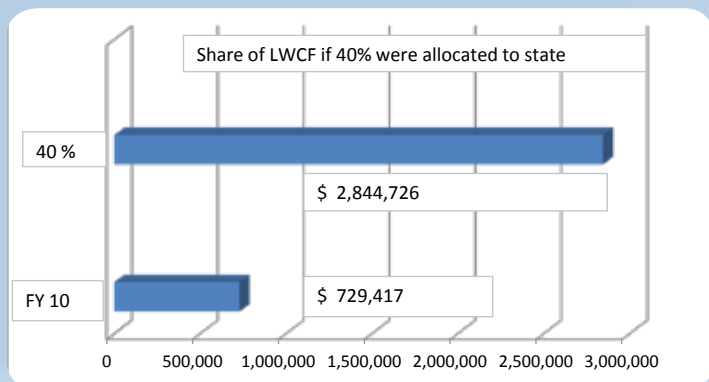 Share of LWCF if 40% were allocated to state
40 %
$ 2,844,726
FY 10
$ 729,417
0 500,000 1,000,000 1,500,000 2,000,000 2,500,000 3,000,000